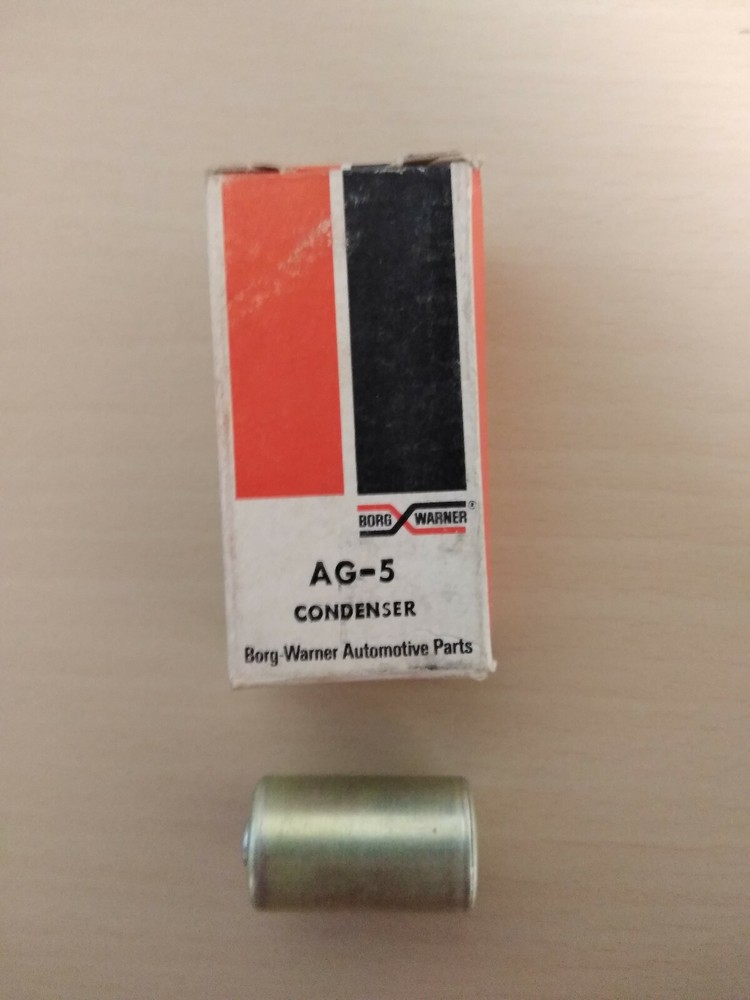 BORG WARNER®
AG-5
CONDENSER
Borg-Warner Automotive Parts